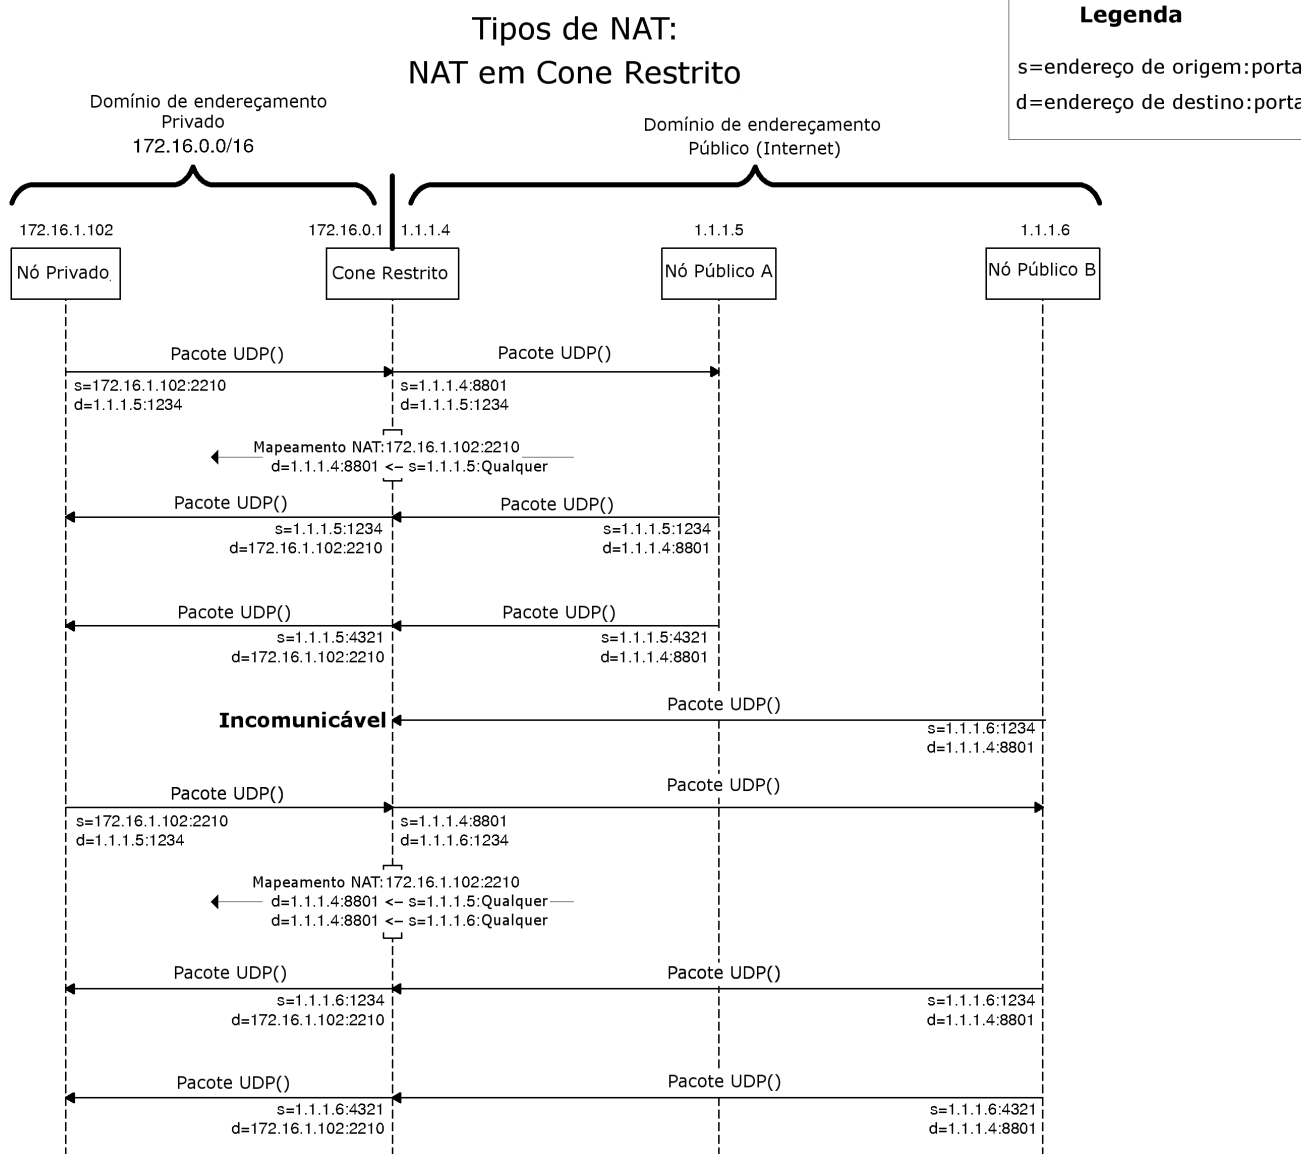 Tipos de NAT:
NAT em Cone Restrito
Legenda
s=endereço de origem:porta
d=endereço de destino:porta
Domínio de endereçamento
Privado
172.16.0.0/16
Domínio de endereçamento
Público (Internet)
172.16.1.102
172.16.0.1
1.1.1.4
1.1.1.5
1.1.1.6
Nó Privado
Cone Restrito
Nó Público A
Nó Público B
Pacote UDP()
Pacote UDP()
s=172.16.1.102:2210
d=1.1.1.5:1234
s=1.1.1.4:8801
d=1.1.1.5:1234
Mapeamento NAT:172.16.1.102:2210
d=1.1.1.4:8801 <– s=1.1.1.5:Qualquer
Pacote UDP()
Pacote UDP()
s=1.1.1.5:1234
d=172.16.1.102:2210
s=1.1.1.5:1234
d=1.1.1.4:8801
Pacote UDP()
Pacote UDP()
s=1.1.1.5:4321
d=172.16.1.102:2210
s=1.1.1.5:4321
d=1.1.1.4:8801
Pacote UDP()
Incomunicável
s=1.1.1.6:1234
d=1.1.1.4:8801
Pacote UDP()
Pacote UDP()
s=172.16.1.102:2210
d=1.1.1.5:1234
s=1.1.1.4:8801
d=1.1.1.6:1234
Mapeamento NAT:172.16.1.102:2210
d=1.1.1.4:8801 <– s=1.1.1.5:Qualquer
d=1.1.1.4:8801 <– s=1.1.1.6:Qualquer
Pacote UDP()
Pacote UDP()
s=1.1.1.6:1234
d=172.16.1.102:2210
s=1.1.1.6:1234
d=1.1.1.4:8801
Pacote UDP()
Pacote UDP()
s=1.1.1.6:4321
d=172.16.1.102:2210
s=1.1.1.6:4321
d=1.1.1.4:8801